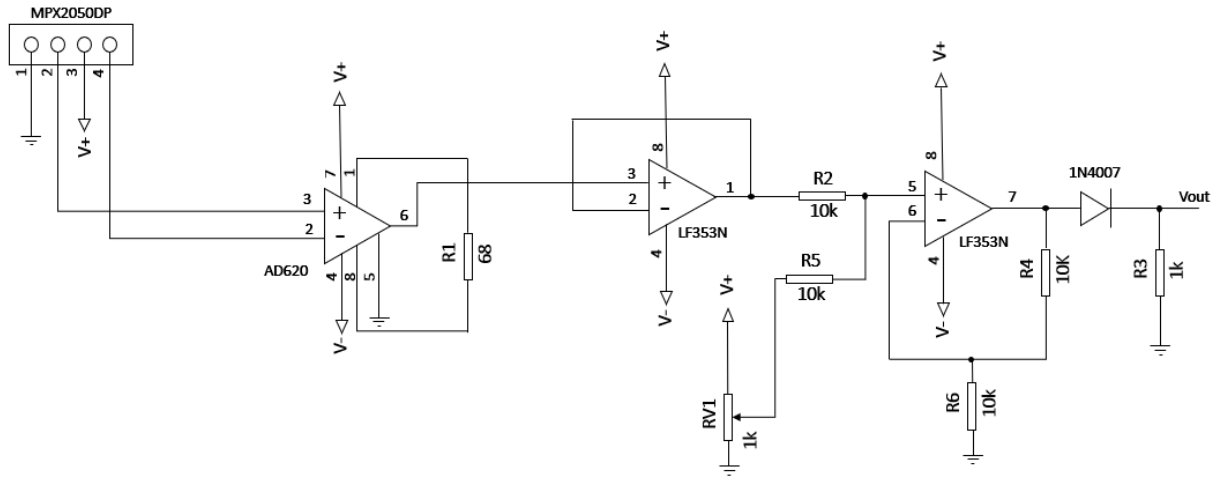 MPX2050DP
1
2
3
4
V+
V+
7
1
3
2
6
AD620
4
8
5
V-
R1
68
V+
8
3
2
1
LF353N
4
V-
R2
10k
R5
10k
V+
RV1
1k
V+
8
5
6
7
LF353N
4
V-
R4
10K
R6
10k
1N4007
Vout
R3
1k